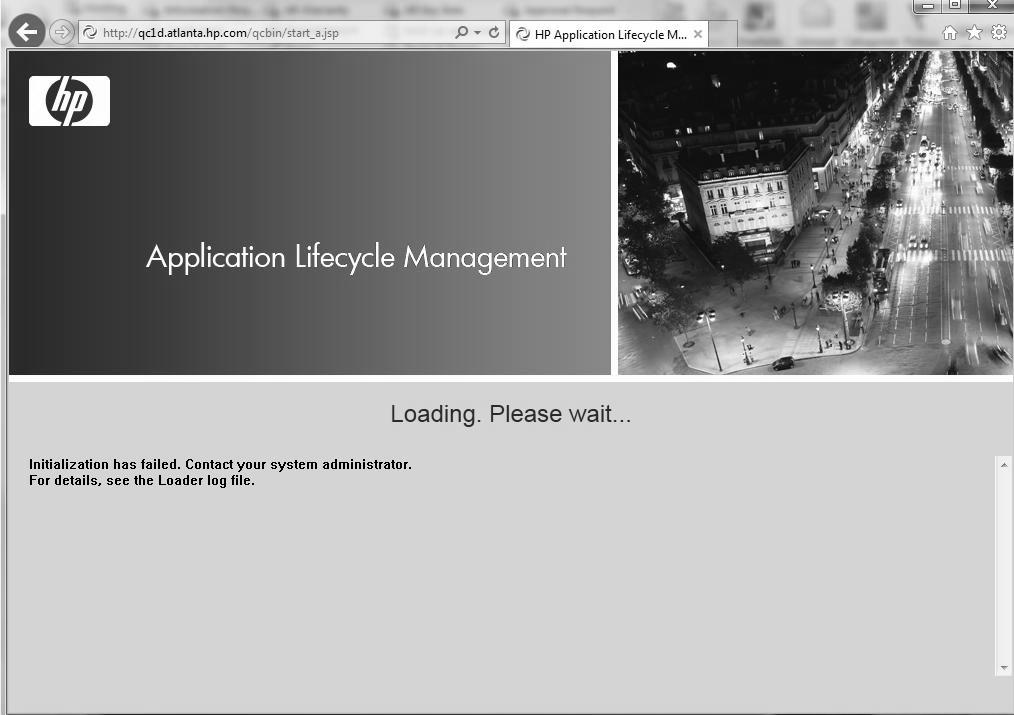 http://qc1d.atlanta.hp.com/qcbin/start_a.jsp
HP Application Lifecycle M...
hp
Application Lifecycle Management
Loading. Please wait...
Initialization has failed. Contact your system administrator.
For details, see the Loader log file.